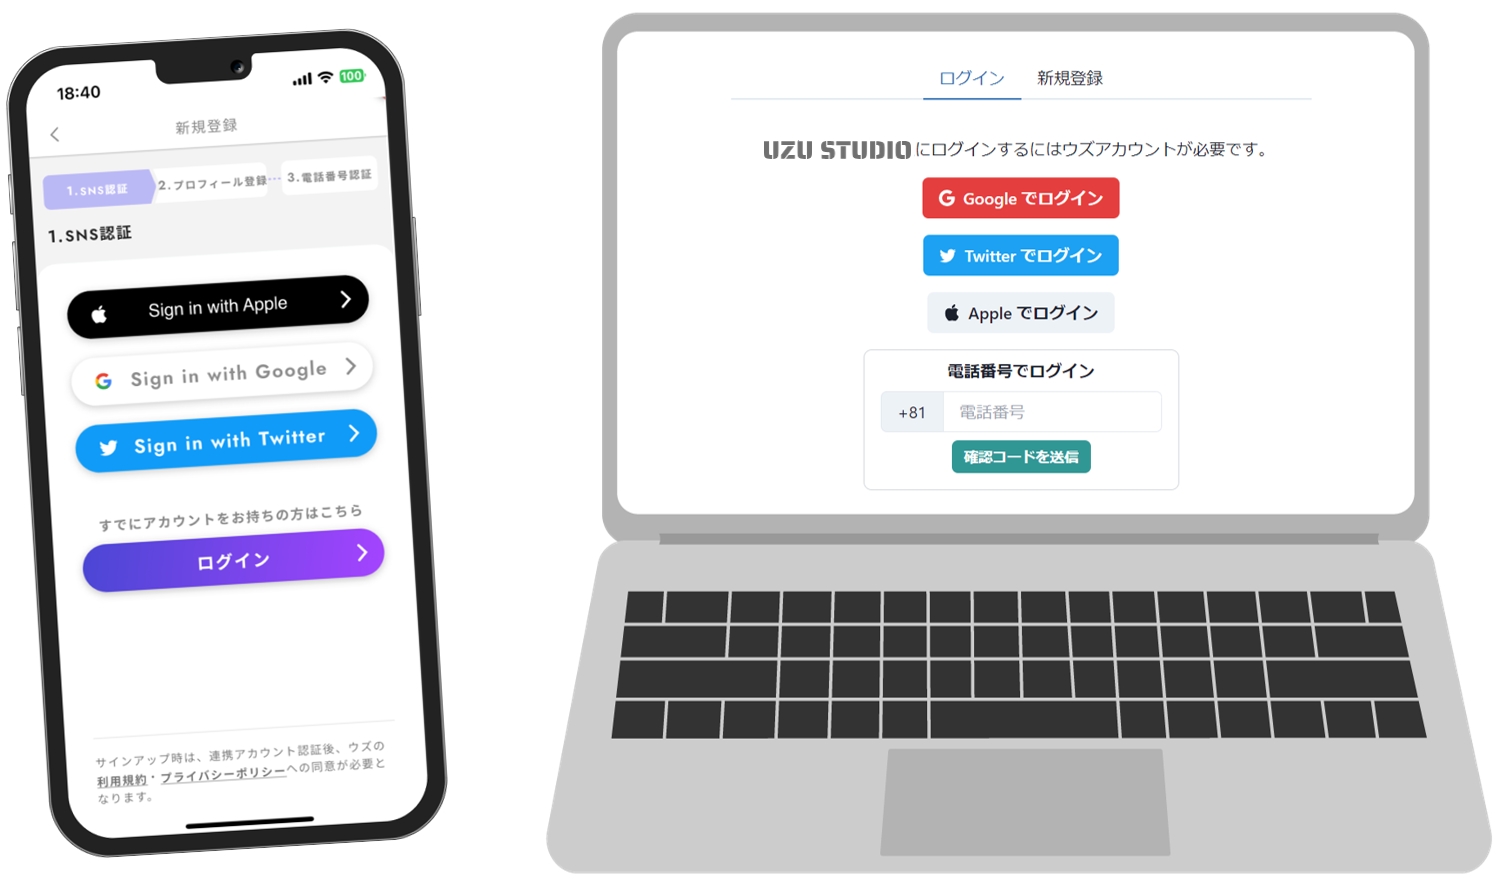 18:40
100
新規登録
1.SNS認証
2.プロフィール登録
3.電話番号認証
1.SNS認証
Sign in with Apple
Sign in with Google
Sign in with Twitter
すでにアカウントをお持ちの方はこちら
ログイン
サインアップ時は、連携アカウント認証後、ウズの
利用規約・プライバシーポリシーへの同意が必要と
なります。
ログイン 新規登録
UZU STUDIOにログインするにはウズアカウントが必要です。
Google でログイン
Twitter でログイン
Apple でログイン
電話番号でログイン
+81 電話番号
確認コードを送信